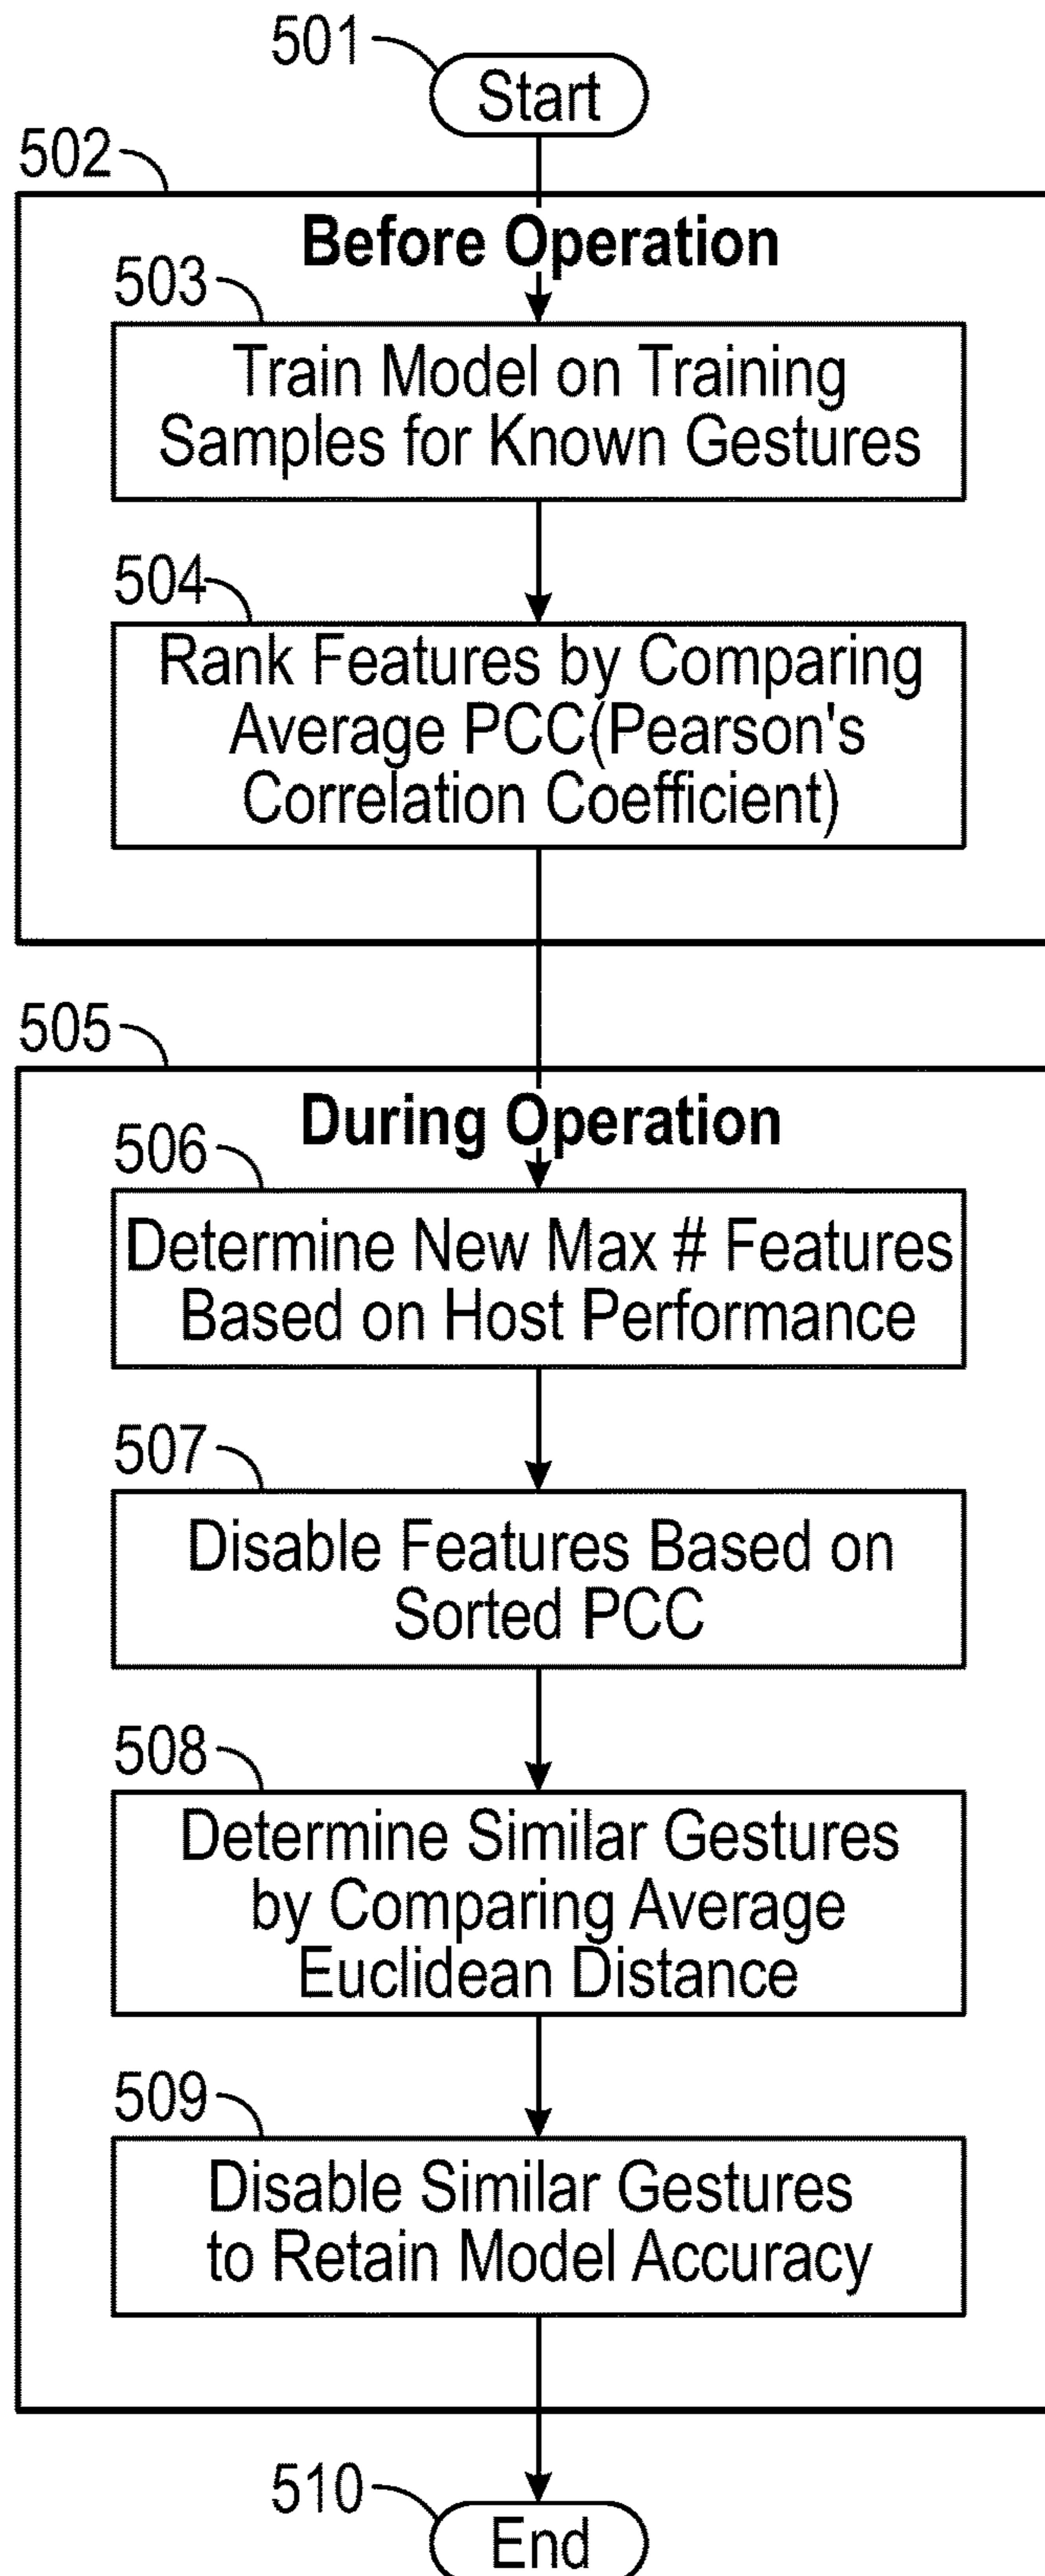 501
Start
502
Before Operation
503
Train Model on Training
Samples for Known Gestures
504
Rank Features by Comparing
Average PCC(Pearson's
Correlation Coefficient)
505
During Operation
506
Determine New Max # Features
Based on Host Performance
507
Disable Features Based on
Sorted PCC
508
Determine Similar Gestures
by Comparing Average
Euclidean Distance
509
Disable Similar Gestures
to Retain Model Accuracy
510
End